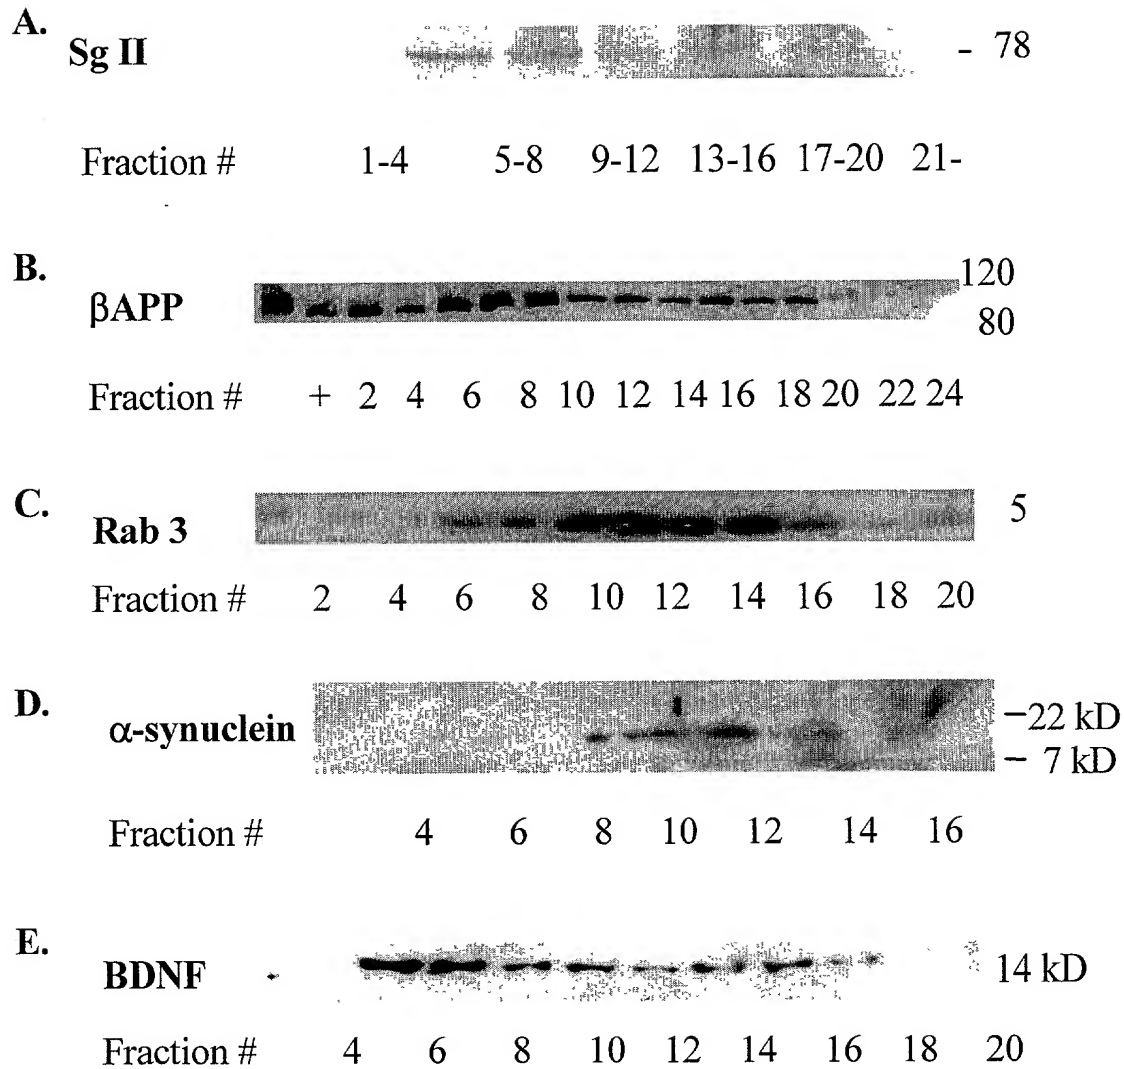 A.
Sg II
- 78
Fraction # 1-4 5-8 9-12 13-16 17-20 21-
B.
120
βAPP
80
Fraction # + 2 4 6 8 10 12 14 16 18 20 22 24
C.
Rab 3
5
Fraction # 2 4 6 8 10 12 14 16 18 20
D.
α-synuclein
-22 kD
- 7 kD
Fraction # 4 6 8 10 12 14 16
E.
BDNF
14 kD
Fraction # 4 6 8 10 12 14 16 18 20